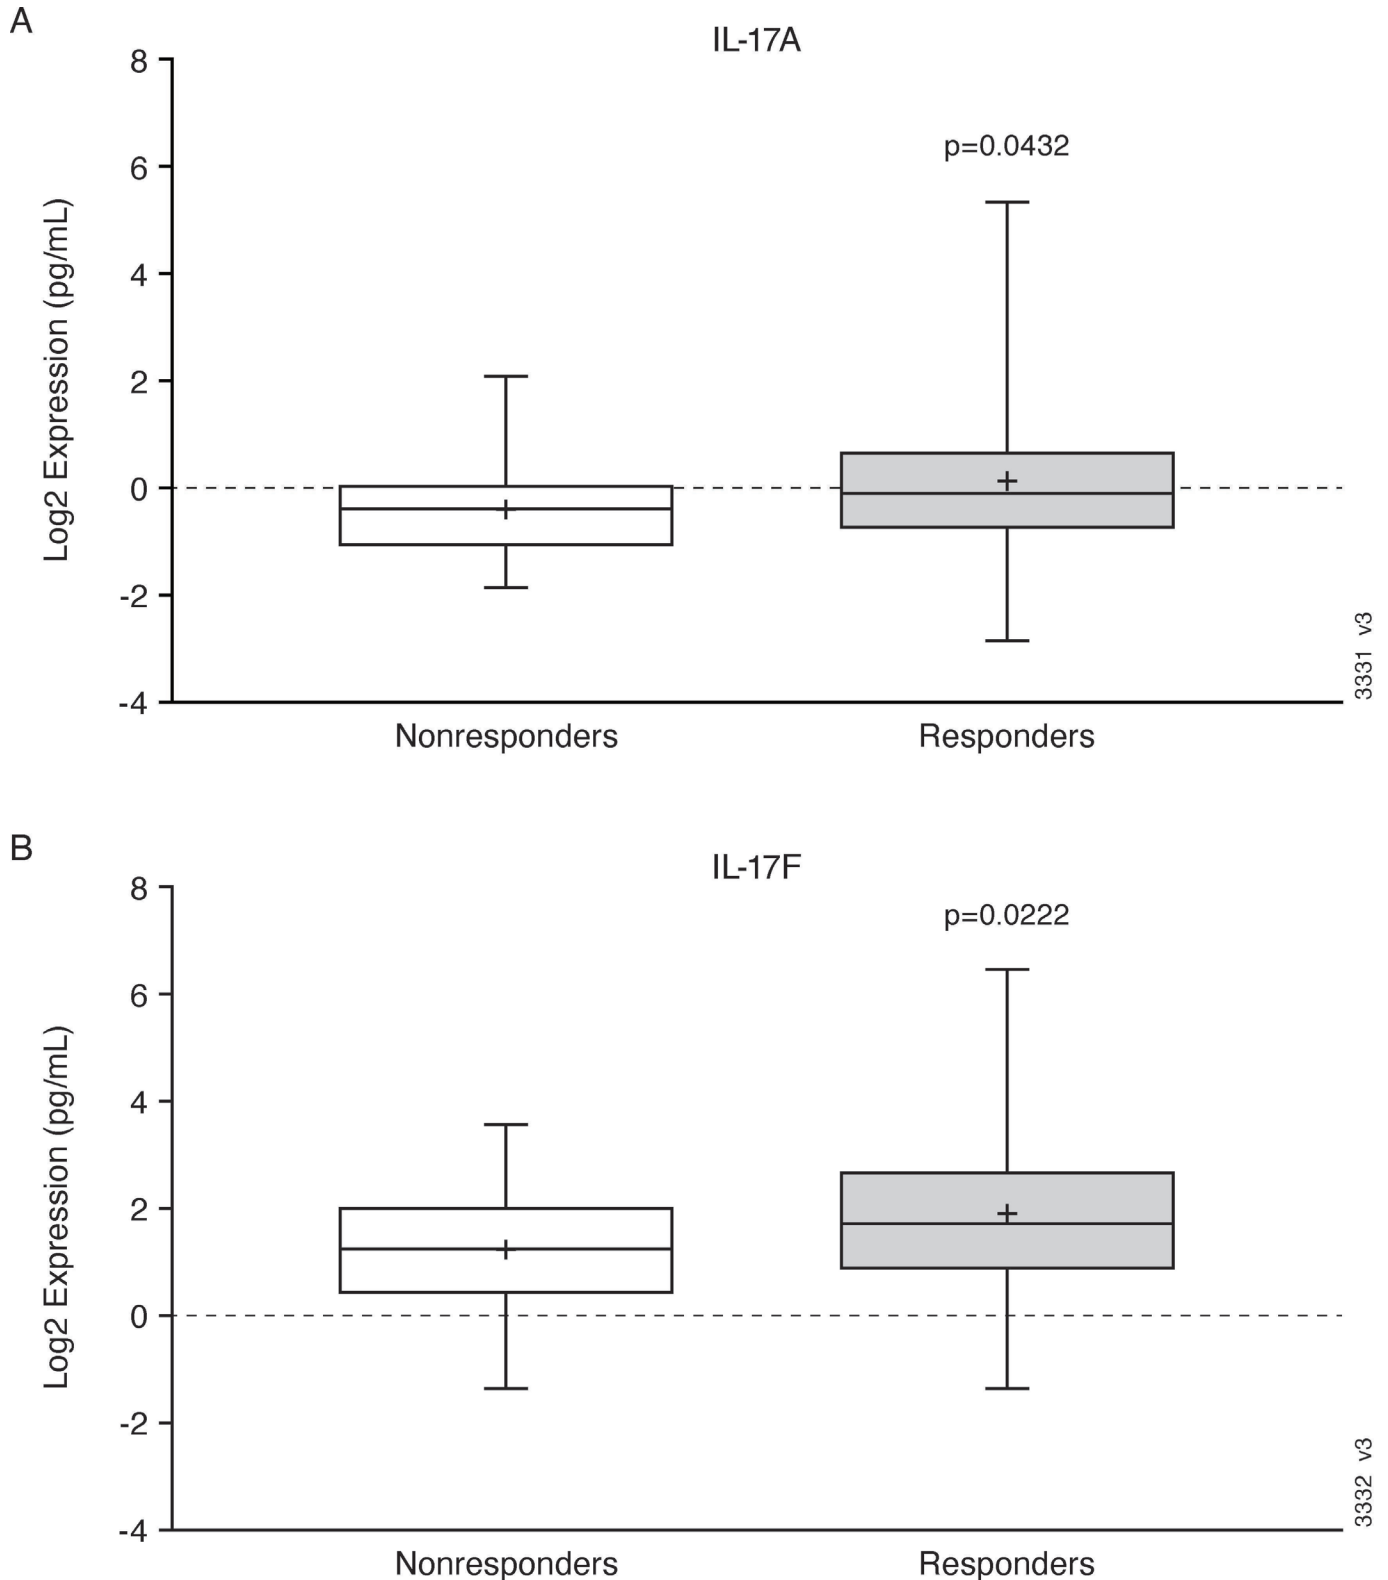 A
IL-17A
8
p=0.0432
6
4
2
0
-2
-4
Log2 Expression (pg/mL)
Nonresponders
Responders
3331 v3
B
IL-17F
8
p=0.0222
6
4
2
0
-2
-4
Log2 Expression (pg/mL)
Nonresponders
Responders
3332 v3